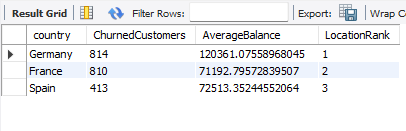 Result Grid Filter Rows: Export: Wrap Ce
country ChurnedCustomers AverageBalance LocationRank
Germany 814 120361.07558968045 1
France 810 71192.79572839507 2
Spain 413 72513.35244552064 3